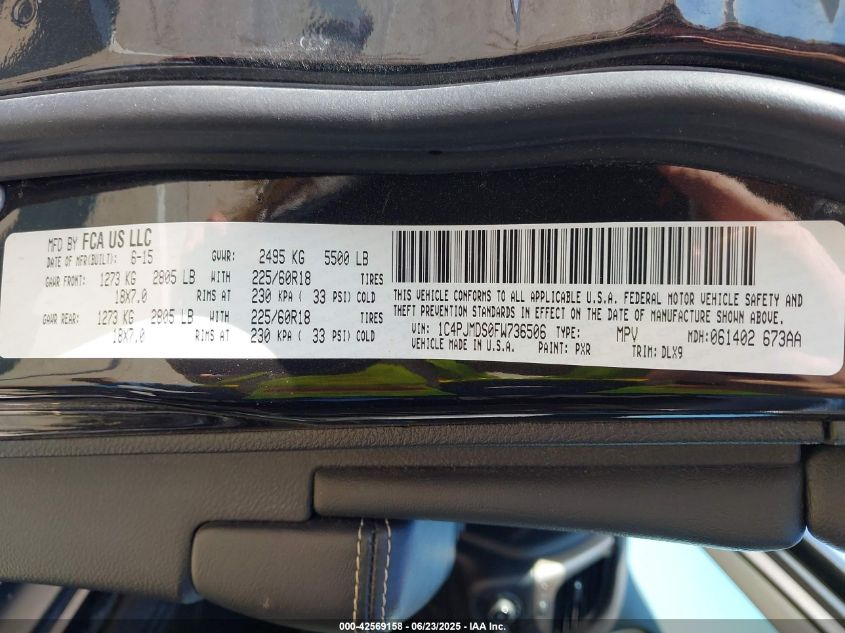 MFD BY FCA US LLC
DATE OF MFR(BUILT): 6-15 GVWR: 2495 KG 5500 LB
GAWR FRONT: 1273 KG 2805 LB WITH 225/60R18 TIRES
18X7.0 RIMS AT 230 KPA ( 33 PSI) COLD
GAWR REAR: 1273 KG 2805 LB WITH 225/60R18 TIRES
18X7.0 RIMS AT 230 KPA ( 33 PSI) COLD
THIS VEHICLE CONFORMS TO ALL APPLICABLE U.S.A. FEDERAL MOTOR VEHICLE SAFETY AND
THEFT PREVENTION STANDARDS IN EFFECT ON THE DATE OF MANUFACTURE SHOWN ABOVE.
VIN: 1C4PJMDS0FW736506 TYPE: MPV MDH: 061402 673AA
VEHICLE MADE IN U.S.A. PAINT: PXR TRIM: DLX9
000-42569158 - 06/23/2025 - IAA Inc.